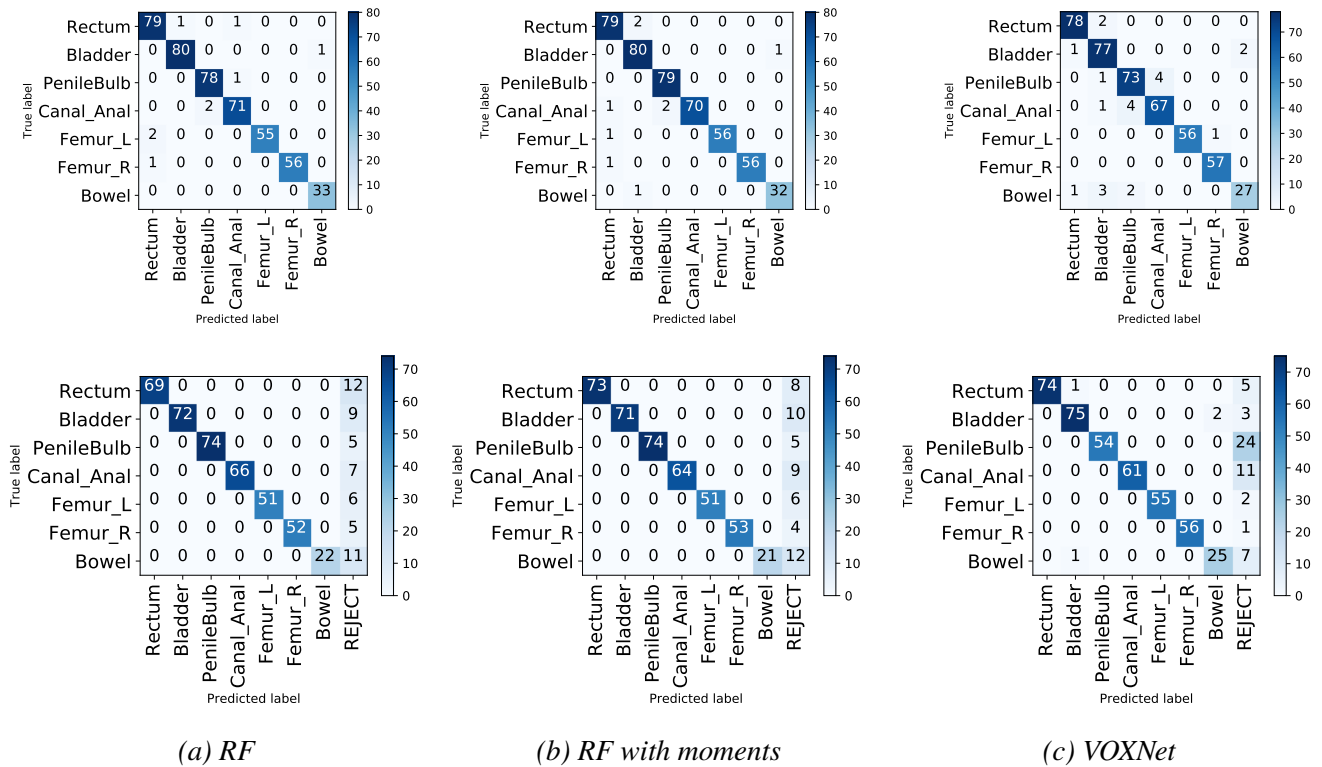 Rectum 79 1 0 1 0 0 0
Bladder 0 80 0 0 0 0 1
PenileBulb 0 0 78 1 0 0 0
Canal_Anal 0 0 2 71 0 0 0
Femur_L 2 0 0 0 55 0 0
Femur_R 1 0 0 0 0 56 0
Bowel 0 0 0 0 0 0 33
True label
Rectum Bladder PenileBulb Canal_Anal Femur_L Femur_R Bowel
Predicted label
80
70
60
50
40
30
20
10
0
Rectum 79 2 0 0 0 0 0
Bladder 0 80 0 0 0 0 1
PenileBulb 0 0 79 0 0 0 0
Canal_Anal 1 0 2 70 0 0 0
Femur_L 1 0 0 0 56 0 0
Femur_R 1 0 0 0 0 56 0
Bowel 0 1 0 0 0 0 32
True label
Rectum Bladder PenileBulb Canal_Anal Femur_L Femur_R Bowel
Predicted label
80
70
60
50
40
30
20
10
0
Rectum 78 2 0 0 0 0 0
Bladder 1 77 0 0 0 0 2
PenileBulb 0 1 73 4 0 0 0
Canal_Anal 0 1 4 67 0 0 0
Femur_L 0 0 0 0 56 1 0
Femur_R 0 0 0 0 0 57 0
Bowel 1 3 2 0 0 0 27
True label
Rectum Bladder PenileBulb Canal_Anal Femur_L Femur_R Bowel
Predicted label
70
60
50
40
30
20
10
0
Rectum 69 0 0 0 0 0 0 12
Bladder 0 72 0 0 0 0 0 9
PenileBulb 0 0 74 0 0 0 0 5
Canal_Anal 0 0 0 66 0 0 0 7
Femur_L 0 0 0 0 51 0 0 6
Femur_R 0 0 0 0 0 52 0 5
Bowel 0 0 0 0 0 0 22 11
True label
Rectum Bladder PenileBulb Canal_Anal Femur_L Femur_R Bowel REJECT
Predicted label
70
60
50
40
30
20
10
0
Rectum 73 0 0 0 0 0 0 8
Bladder 0 71 0 0 0 0 0 10
PenileBulb 0 0 74 0 0 0 0 5
Canal_Anal 0 0 0 64 0 0 0 9
Femur_L 0 0 0 0 51 0 0 6
Femur_R 0 0 0 0 0 53 0 4
Bowel 0 0 0 0 0 0 21 12
True label
Rectum Bladder PenileBulb Canal_Anal Femur_L Femur_R Bowel REJECT
Predicted label
70
60
50
40
30
20
10
0
Rectum 74 1 0 0 0 0 0 5
Bladder 0 75 0 0 0 0 2 3
PenileBulb 0 0 54 0 0 0 0 24
Canal_Anal 0 0 0 61 0 0 0 11
Femur_L 0 0 0 0 55 0 0 2
Femur_R 0 0 0 0 0 56 0 1
Bowel 0 1 0 0 0 0 25 7
True label
Rectum Bladder PenileBulb Canal_Anal Femur_L Femur_R Bowel REJECT
Predicted label
70
60
50
40
30
20
10
0
(a) RF
(b) RF with moments
(c) VOXNet